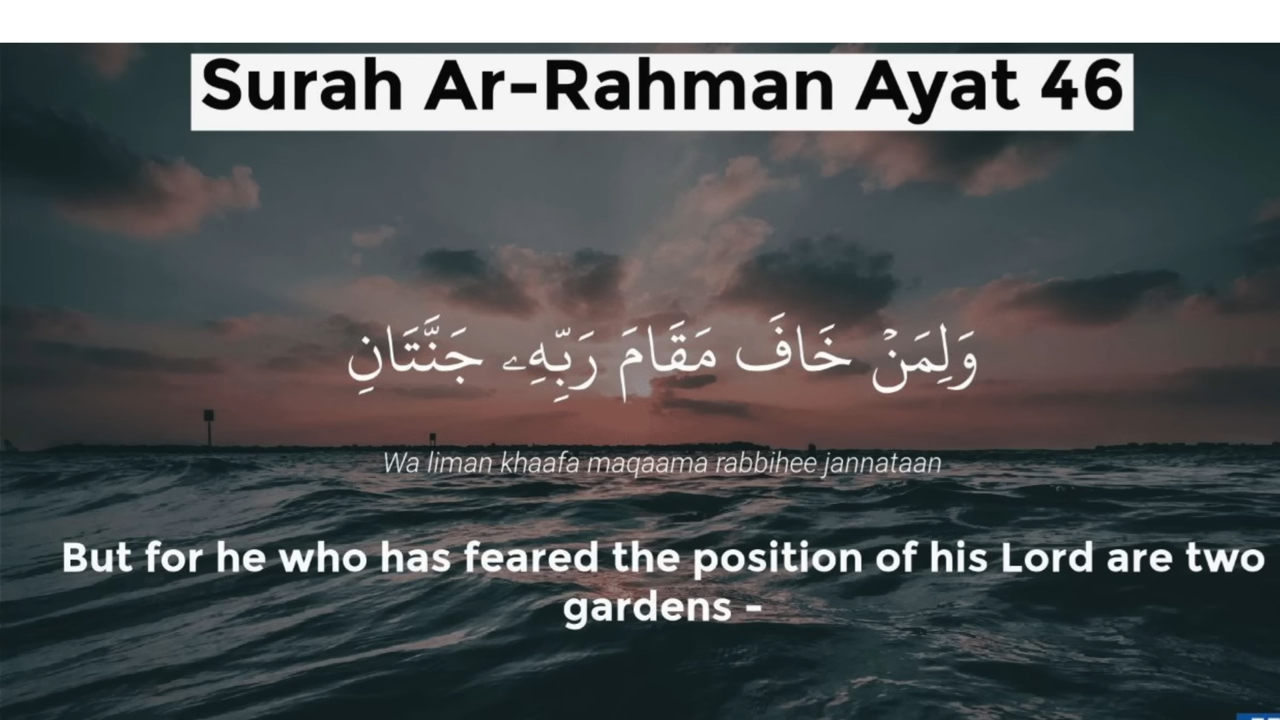 Surah Ar-Rahman Ayat 46
وَلِمَنۡ خَافَ مَقَامَ رَبِّهِۦ جَنَّتَانِ
Wa liman khaafa maqaama rabbihee jannataan
But for he who has feared the position of his Lord are two
gardens -